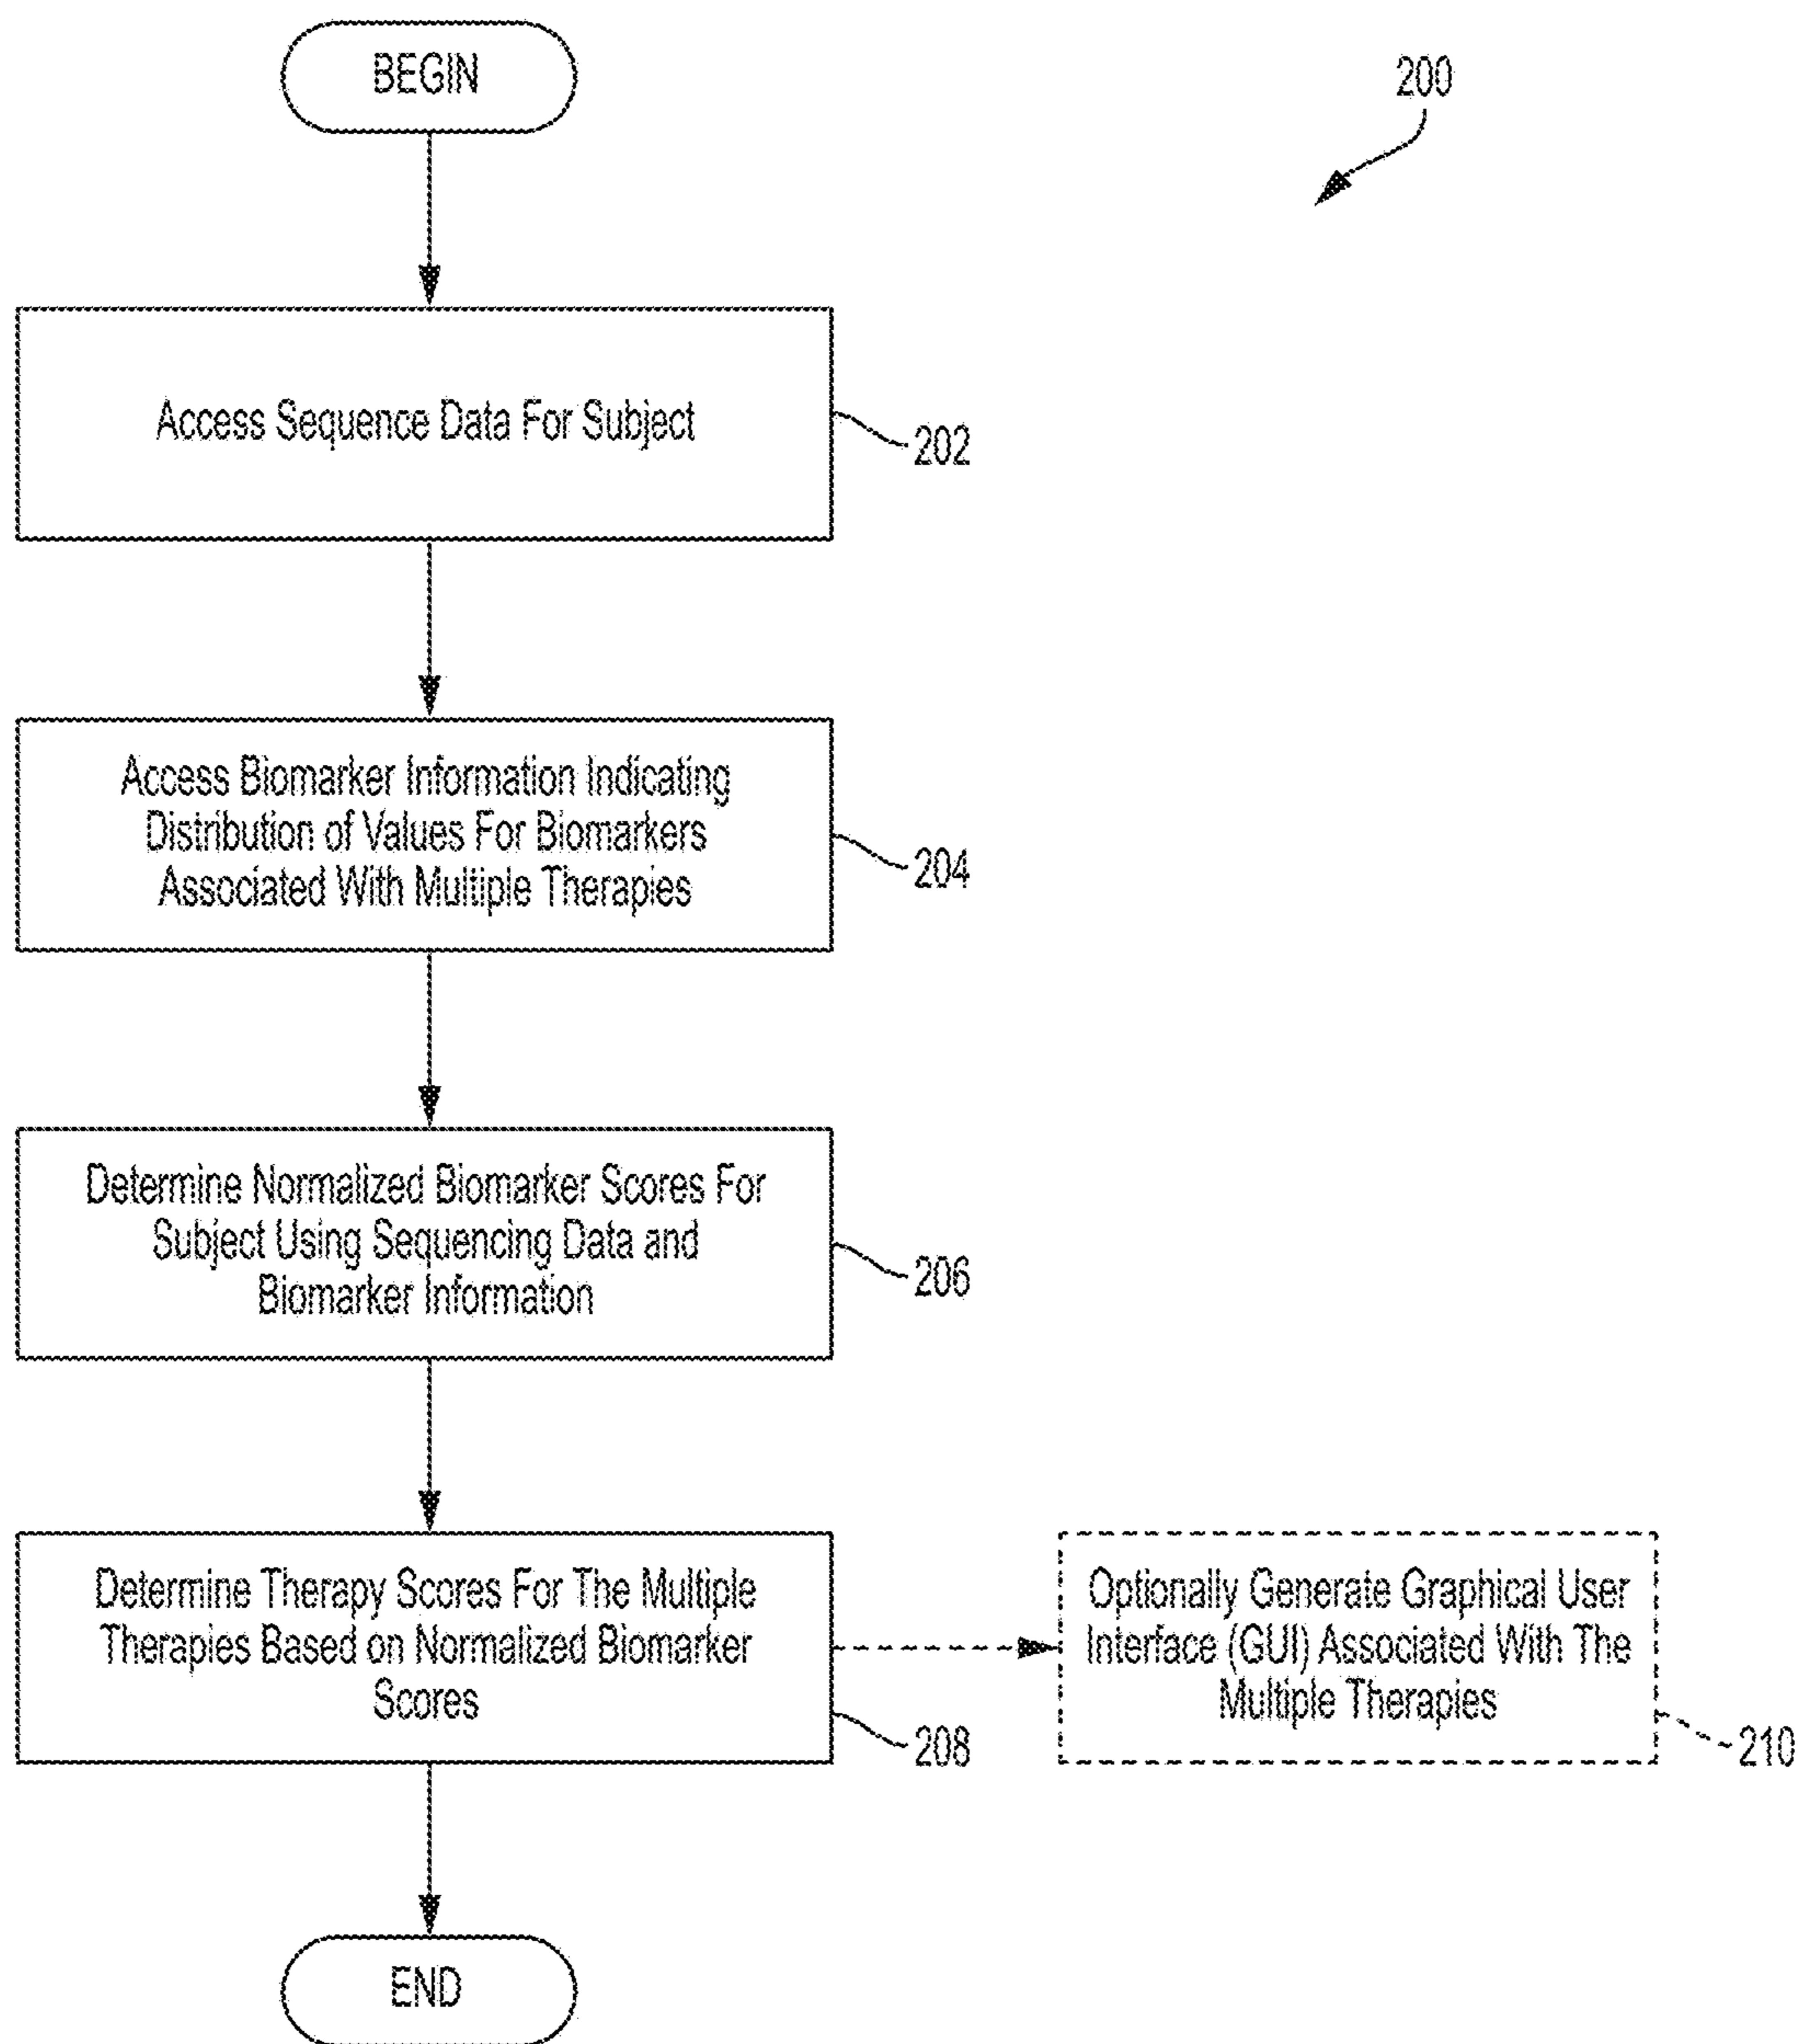 BEGIN
200
Access Sequence Data For Subject
202
Access Biomarker Information Indicating
Distribution of Values For Biomarkers
Associated With Multiple Therapies
204
Determine Normalized Biomarker Scores For
Subject Using Sequencing Data and
Biomarker Information
206
Determine Therapy Scores For The Multiple
Therapies Based on Normalized Biomarker
Scores
208
Optionally Generate Graphical User
Interface (GUI) Associated With The
Multiple Therapies
210
END